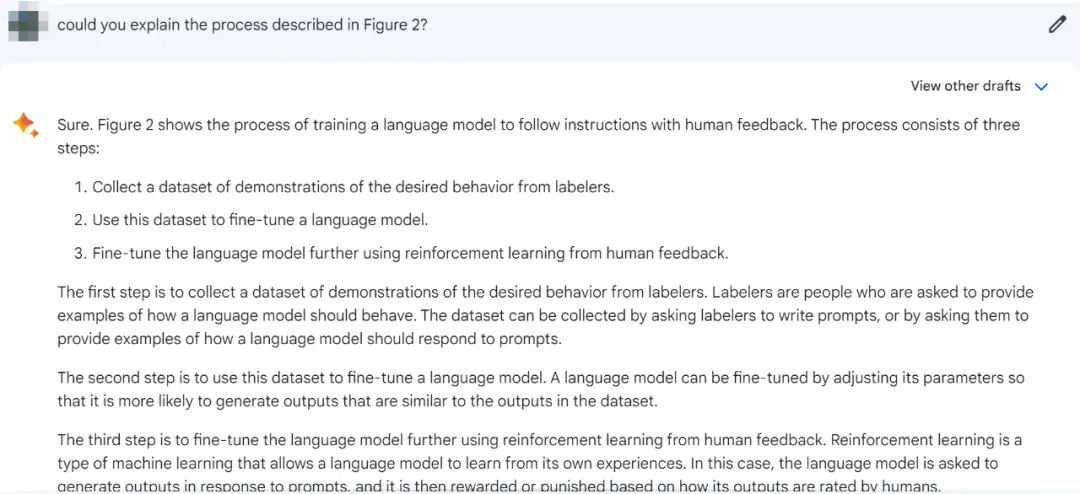 could you explain the process described in Figure 2?
View other drafts
Sure. Figure 2 shows the process of training a language model to follow instructions with human feedback. The process consists of three
steps:
1. Collect a dataset of demonstrations of the desired behavior from labelers.
2. Use this dataset to fine-tune a language model.
3. Fine-tune the language model further using reinforcement learning from human feedback.
The first step is to collect a dataset of demonstrations of the desired behavior from labelers. Labelers are people who are asked to provide
examples of how a language model should behave. The dataset can be collected by asking labelers to write prompts, or by asking them to
provide examples of how a language model should respond to prompts.
The second step is to use this dataset to fine-tune a language model. A language model can be fine-tuned by adjusting its parameters so
that it is more likely to generate outputs that are similar to the outputs in the dataset.
The third step is to fine-tune the language model further using reinforcement learning from human feedback. Reinforcement learning is a
type of machine learning that allows a language model to learn from its own experiences. In this case, the language model is asked to
generate outputs in response to prompts, and it is then rewarded or punished based on how its outputs are rated by humans.